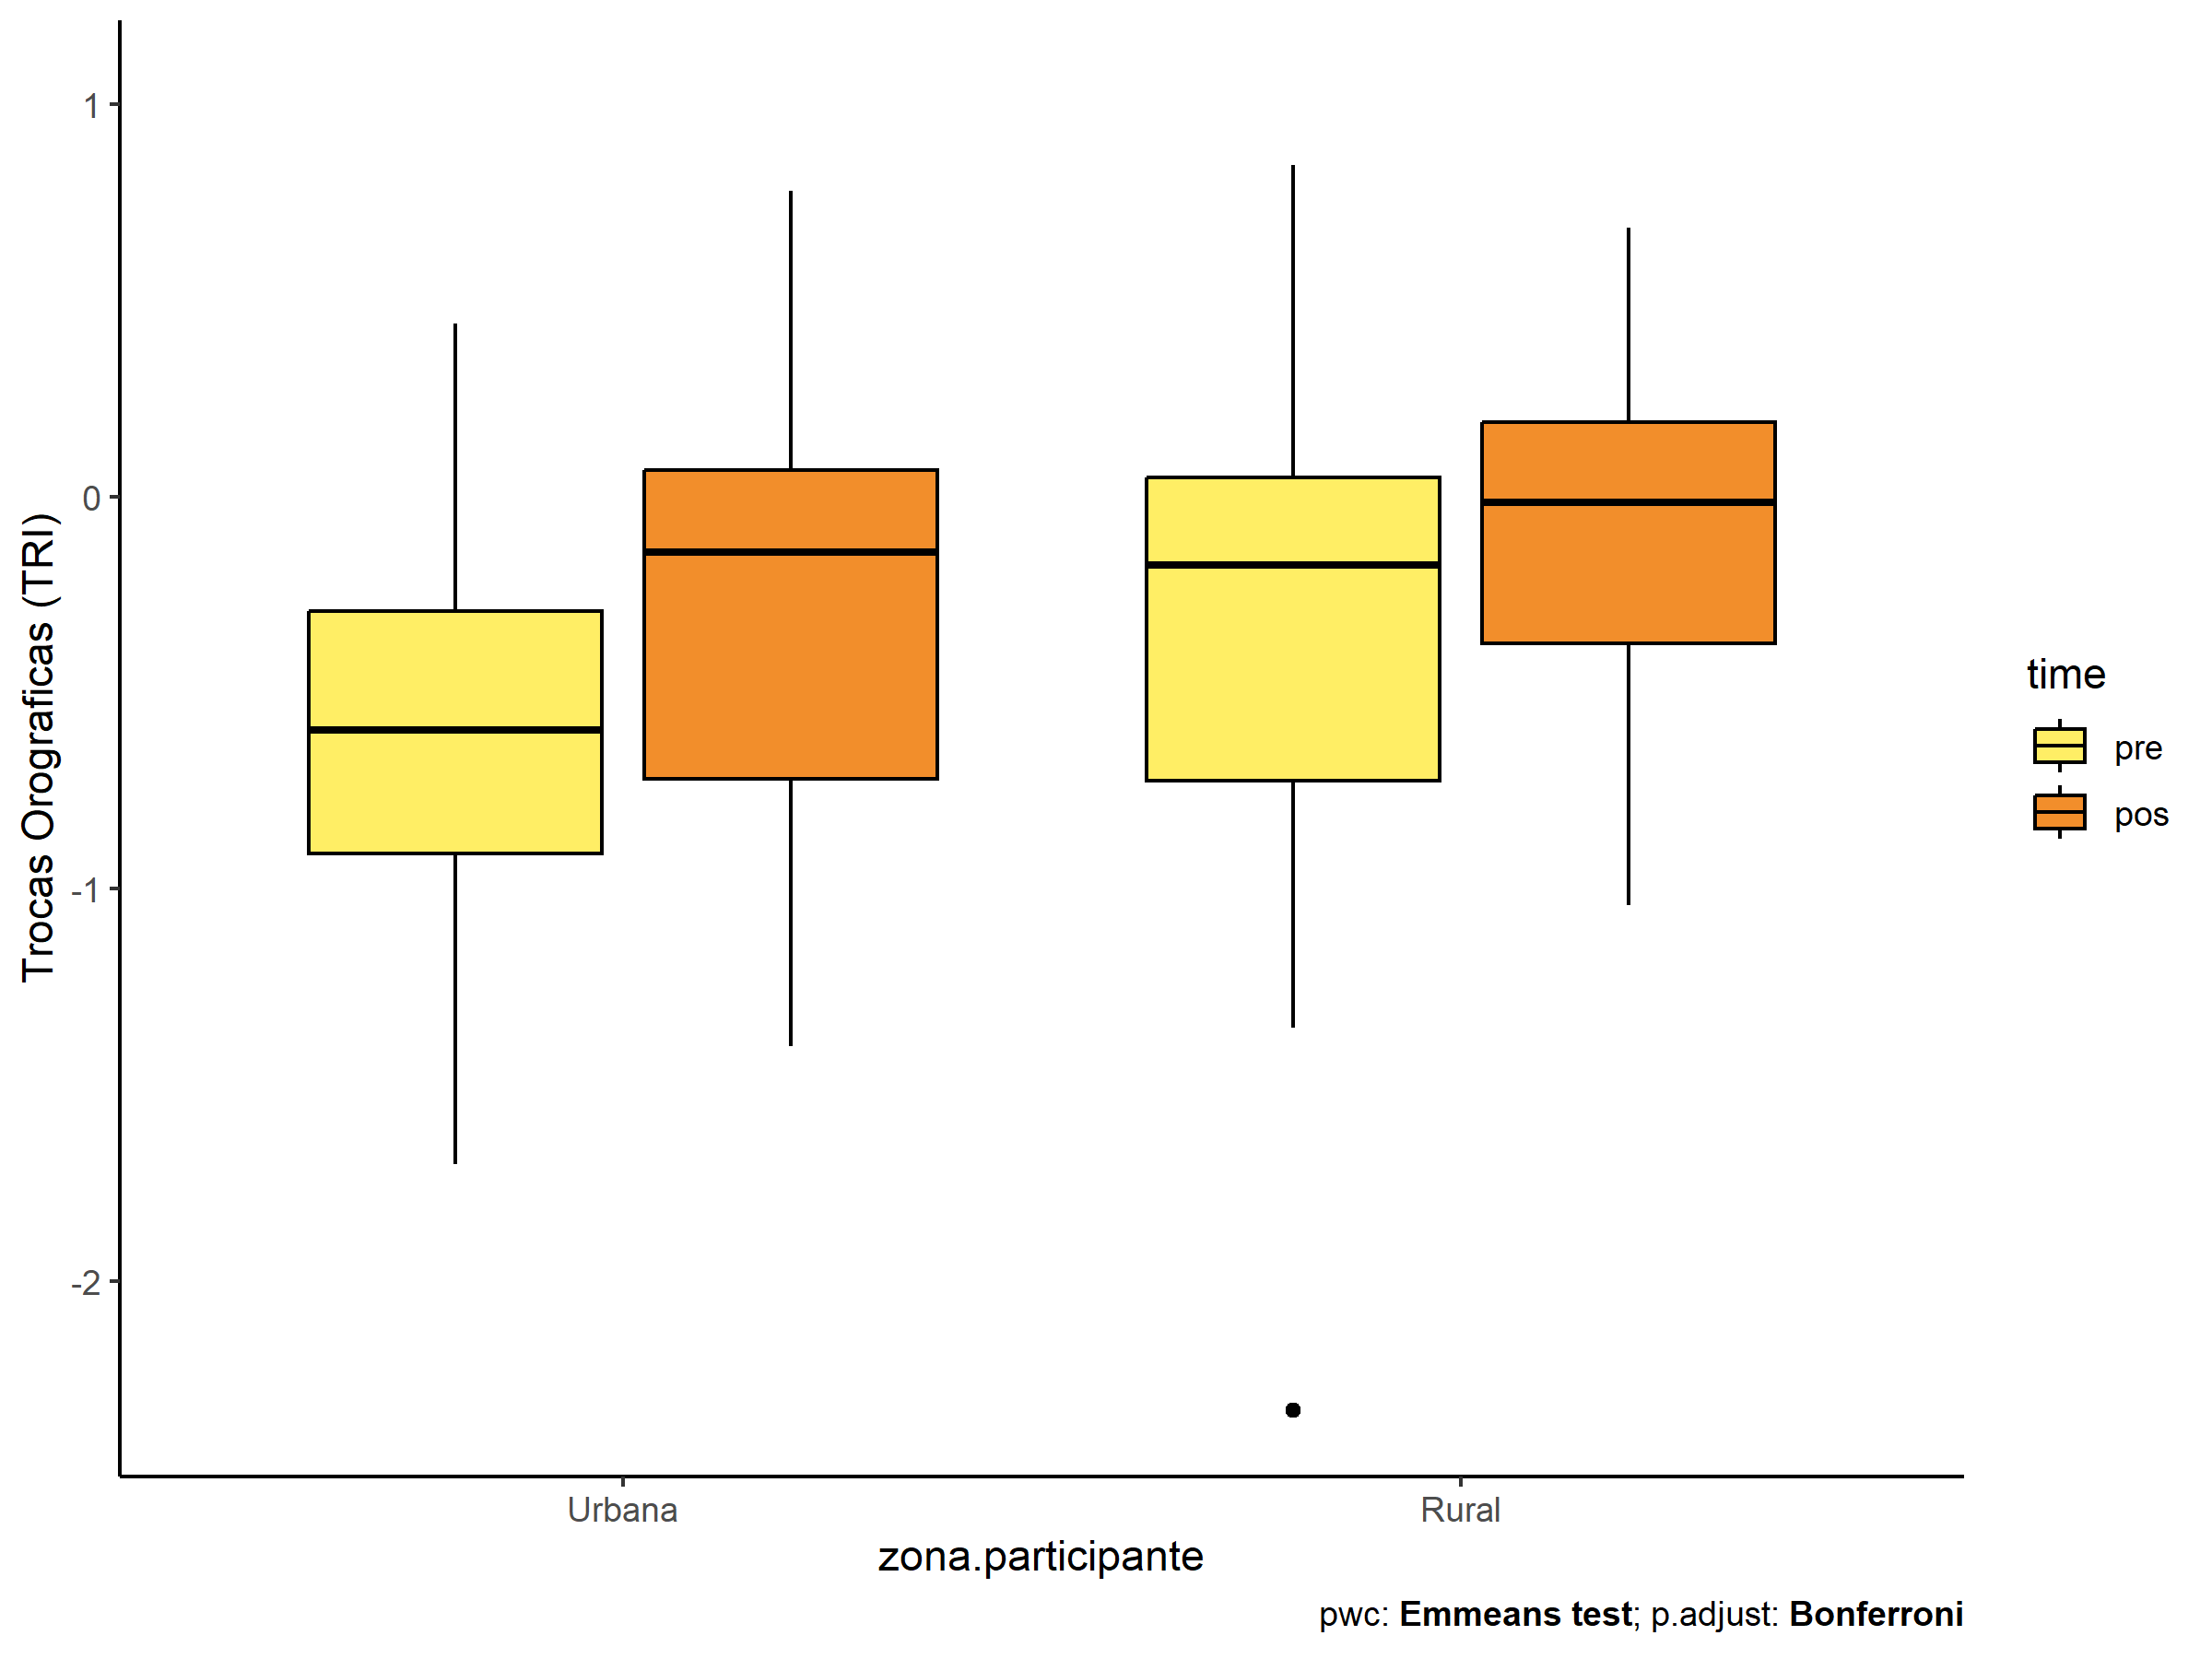 Trocas Orograficas (TRI)
1
0
-1
-2
Urbana
Rural
zona.participante
time
pre
pos
pwc: Emmeans test; p.adjust: Bonferroni